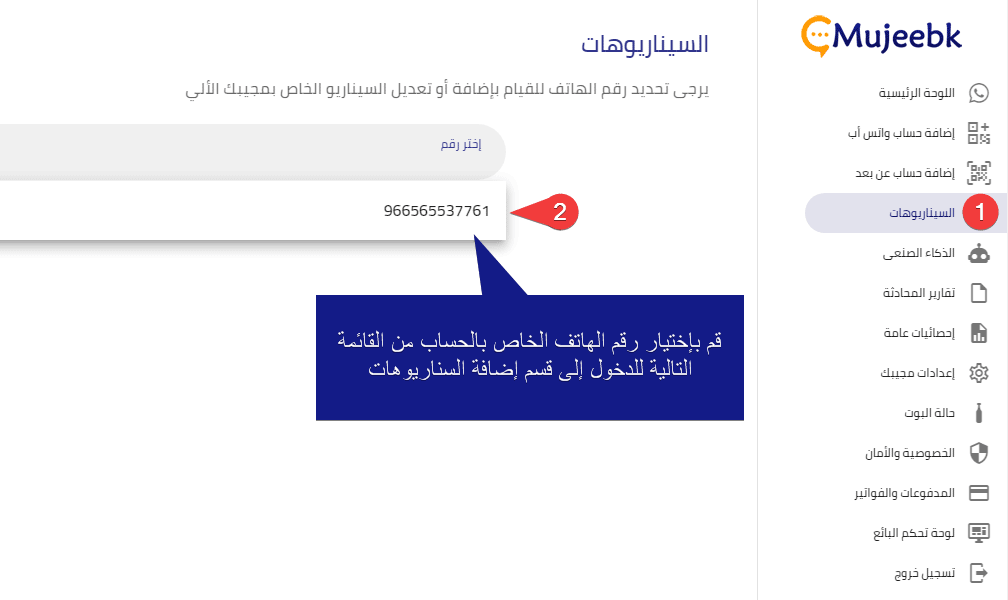 Mujeebk
اللوحة الرئيسية
إضافة حساب واتس أب
إضافة حساب عن بعد
السيناريوهات
1
الذكاء الصنعى
تقارير المحادثة
إحصائيات عامة
إعدادات مجيبك
حالة البوت
الخصوصية والأمان
المدفوعات والفواتير
لوحة تحكم البائع
تسجيل خروج
السيناريوهات
يرجى تحديد رقم الهاتف للقيام بإضافة أو تعديل السيناريو الخاص بمجيبك الألي
إختر رقم
966565537761
2
قم بإختيار رقم الهاتف الخاص بالحساب من القائمة
التالية للدخول إلى قسم إضافة السناريوهات